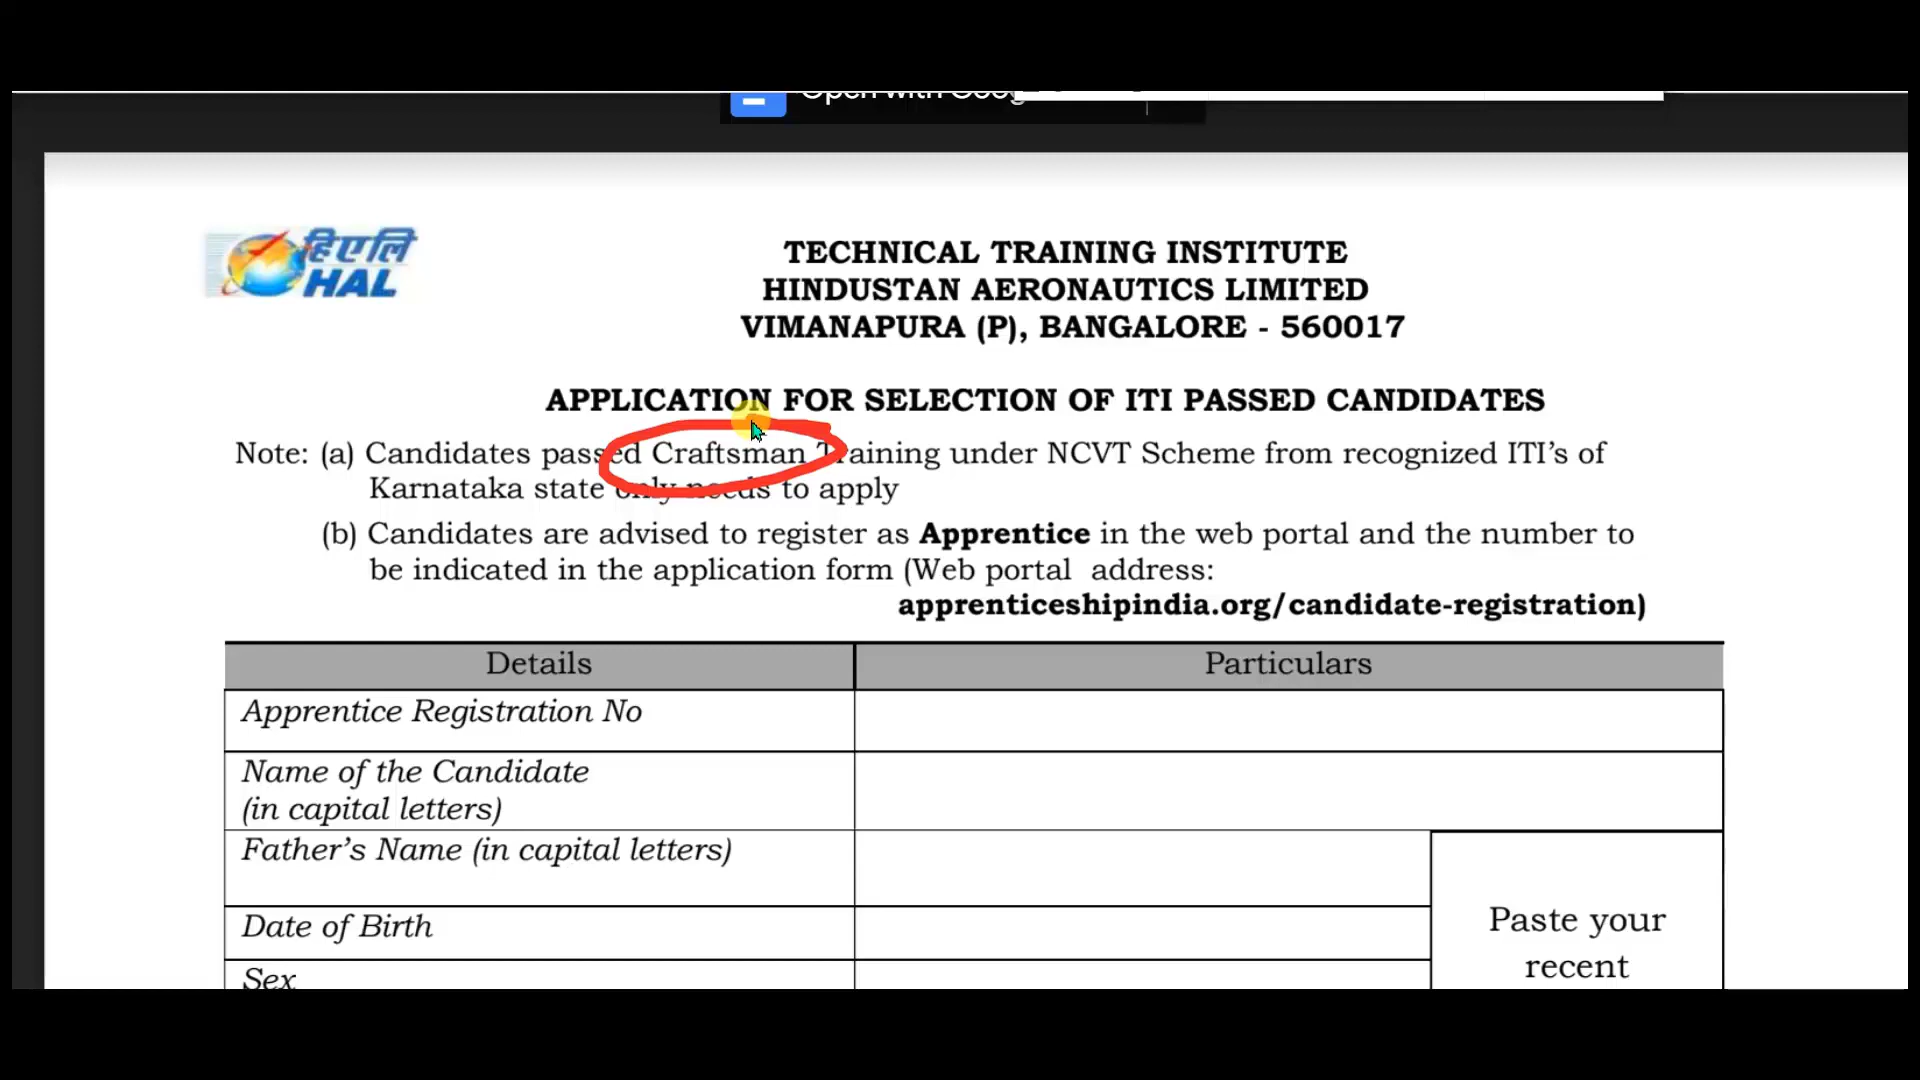 Open with
हिएलि
HAL
TECHNICAL TRAINING INSTITUTE
HINDUSTAN AERONAUTICS LIMITED
VIMANAPURA (P), BANGALORE - 560017
APPLICATION FOR SELECTION OF ITI PASSED CANDIDATES
Note: (a) Candidates passed Craftsman Training under NCVT Scheme from recognized ITI's of
Karnataka state only needs to apply
(b) Candidates are advised to register as Apprentice in the web portal and the number to
be indicated in the application form (Web portal address:
apprenticeshipindia.org/candidate-registration)
Details Particulars
Apprentice Registration No
Name of the Candidate
(in capital letters)
Father's Name (in capital letters)
Date of Birth
Paste your
recent
Sex